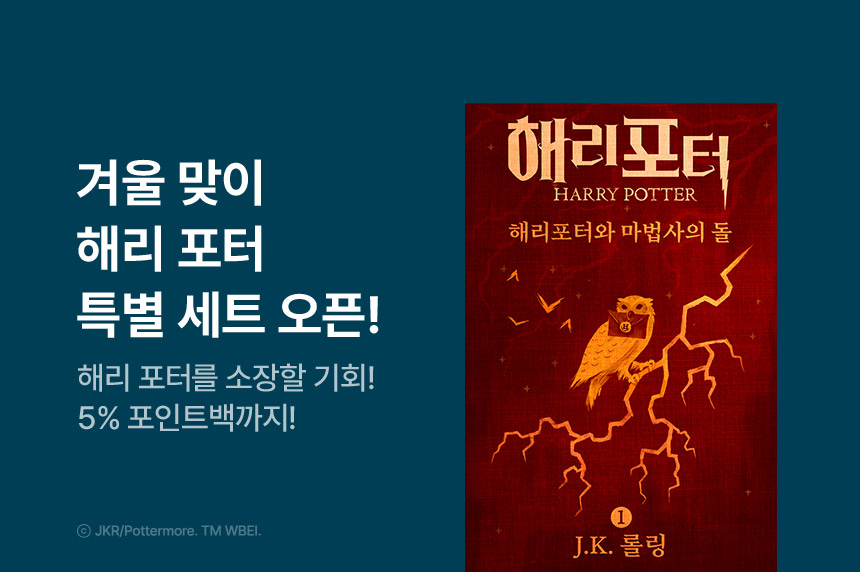 겨울 맞이
해리 포터
특별 세트 오픈!
해리 포터를 소장할 기회!
5% 포인트백까지!
ⓒ JKR/Pottermore. TM WBEI.
해리포터
HARRY POTTER
해리포터와 마법사의 돌
H
1
J.K. 롤링